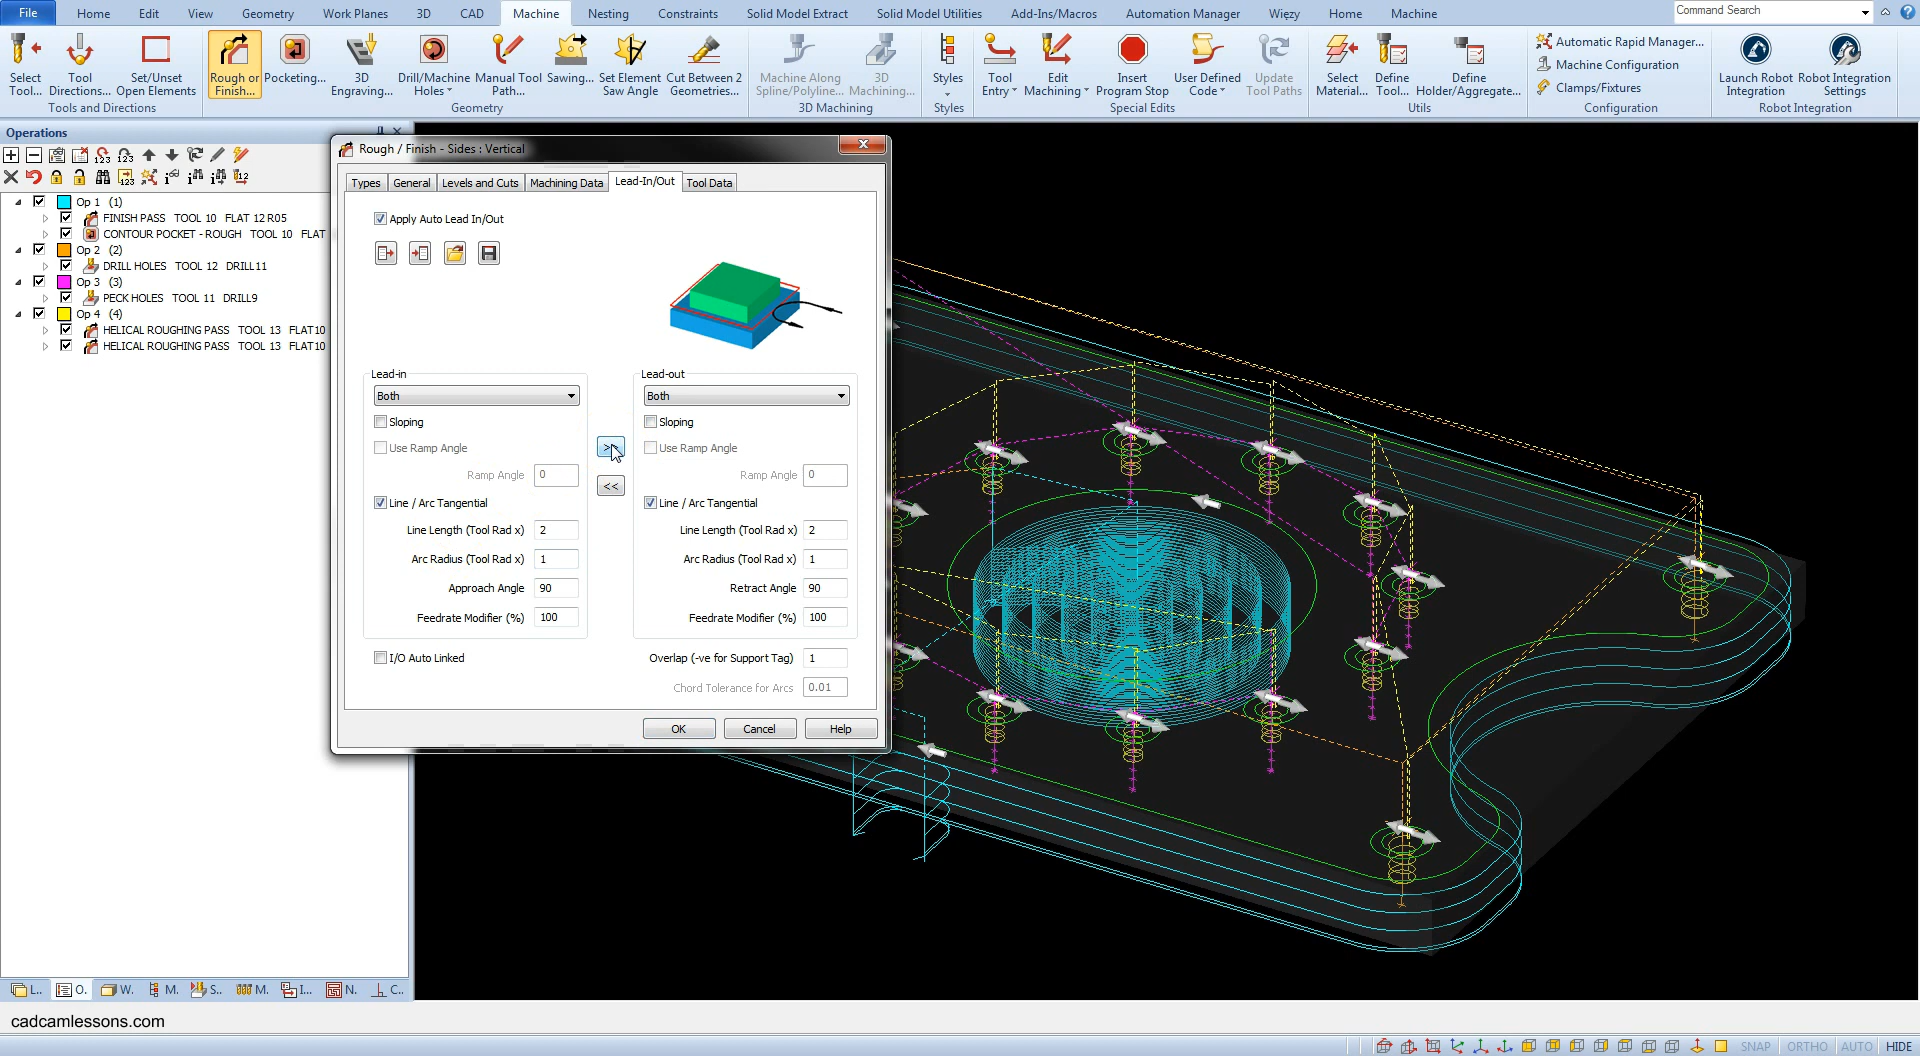 File Home Edit View Geometry Work Planes 3D CAD Machine Nesting Constraints Solid Model Extract Solid Model Utilities Add-Ins/Macros Automation Manager Więzy Home Machine Command Search
Select Tool... Tool Directions... Set/Unset Open Elements
Tools and Directions
Rough or Finish... Pocketing... 3D Engraving... Drill/Machine Holes Manual Tool Path... Sawing... Set Element Saw Angle Cut Between 2 Geometries...
Geometry
Machine Along Spline/Polyline... 3D Machining...
3D Machining
Styles
Styles
Tool Entry Edit Machining Insert Program Stop User Defined Code Update Tool Paths
Special Edits
Select Material... Define Tool... Define Holder/Aggregate...
Utils
Automatic Rapid Manager...
Machine Configuration
Clamps/Fixtures
Configuration
Launch Robot Integration Robot Integration Settings
Robot Integration
Operations
Op 1 (1)
FINISH PASS TOOL 10 FLAT 12 R05
CONTOUR POCKET - ROUGH TOOL 10 FLAT
Op 2 (2)
DRILL HOLES TOOL 12 DRILL11
Op 3 (3)
PECK HOLES TOOL 11 DRILL9
Op 4 (4)
HELICAL ROUGHING PASS TOOL 13 FLAT10
HELICAL ROUGHING PASS TOOL 13 FLAT10
Rough / Finish - Sides : Vertical
Types General Levels and Cuts Machining Data Lead-In/Out Tool Data
Apply Auto Lead In/Out
Lead-in Lead-out
Both Both
Sloping Sloping
Use Ramp Angle Use Ramp Angle
Ramp Angle 0 Ramp Angle 0
<<
Line / Arc Tangential Line / Arc Tangential
Line Length (Tool Rad x) 2 Line Length (Tool Rad x) 2
Arc Radius (Tool Rad x) 1 Arc Radius (Tool Rad x) 1
Approach Angle 90 Retract Angle 90
Feedrate Modifier (%) 100 Feedrate Modifier (%) 100
I/O Auto Linked Overlap (-ve for Support Tag) 1
Chord Tolerance for Arcs 0.01
OK Cancel Help
L.. O. W. M. S.. M. I... N. C..
cadcamlessons.com
SNAP ORTHO AUTO HIDE